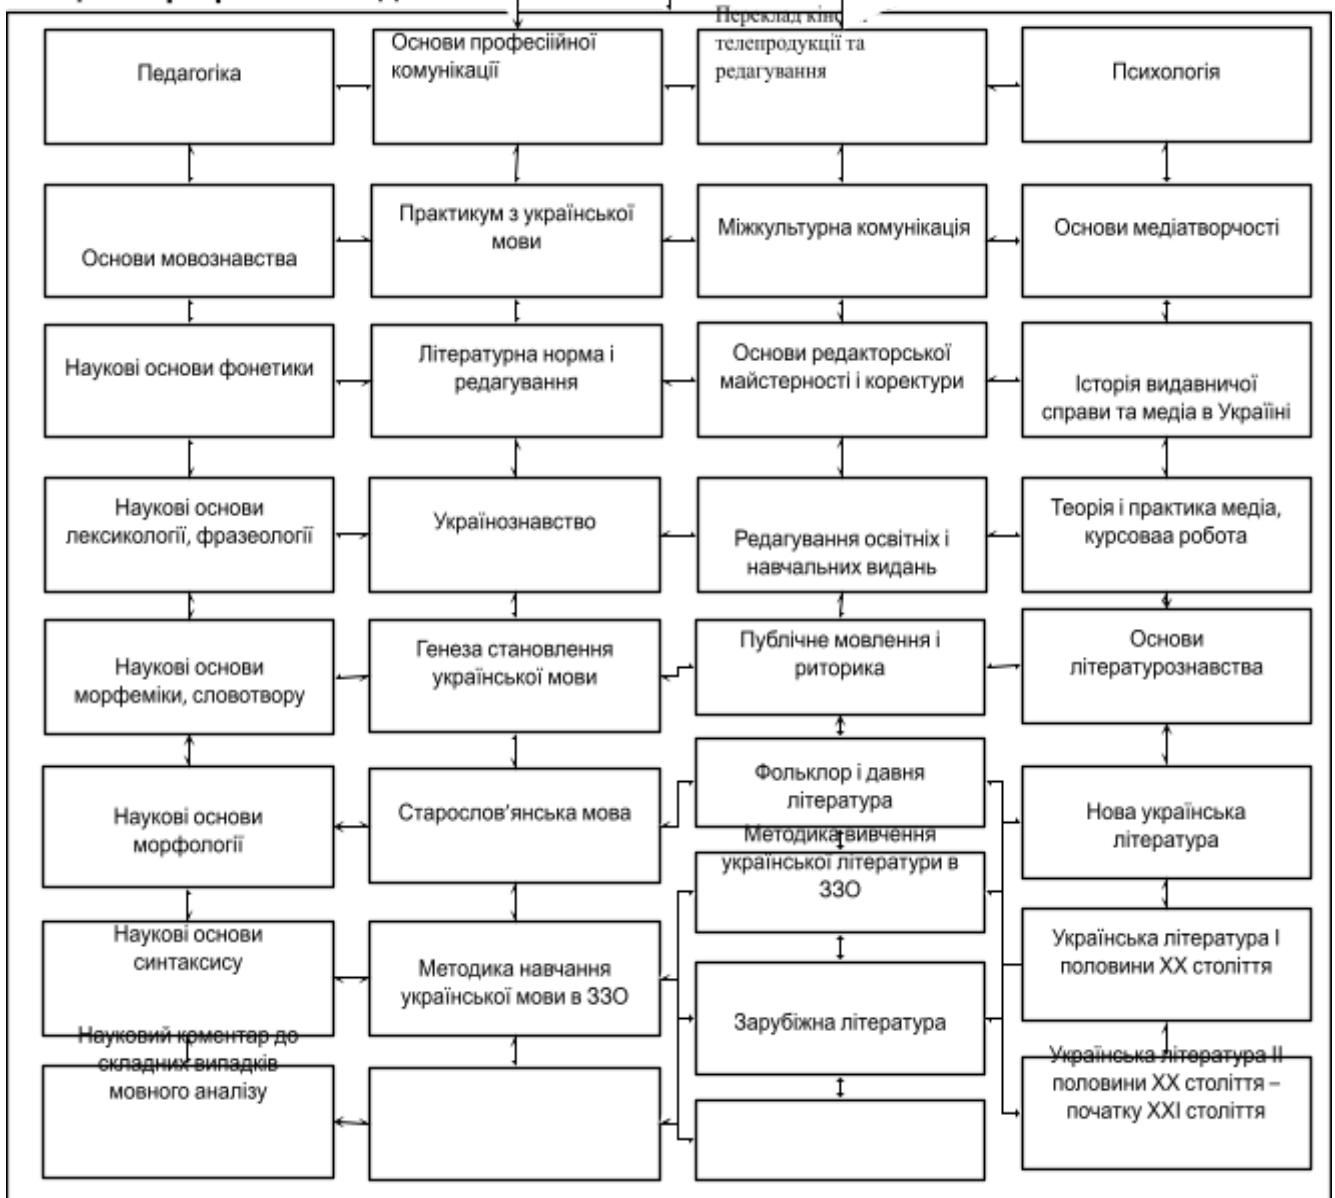 Педагогіка
Основи професіійної
комунікації
Переклад
телепродукції та
редагування
Психологія
Основи мовознавства
Практикум з української
мови
Міжкультурна комунікація
Основи медіатворчості
Наукові основи фонетики
Літературна норма і
редагування
Основи редакторської
майстерності і коректури
Історія видавничої
справи та медіа в Україіні
Наукові основи
лексикології, фразеології
Українознавство
Редагування освітніх і
навчальних видань
Теорія і практика медіа,
курсоваа робота
Наукові основи
морфеміки, словотвору
Генеза становлення
української мови
Публічне мовлення і
риторика
Основи
літературознавства
Наукові основи
морфології
Старослов’янська мова
Фольклор і давня
література
Нова українська
література
Методика вивчення
української літератури в
ЗЗО
Наукові основи
синтаксису
Методика навчання
української мови в ЗЗО
Зарубіжна література
Українська література І
половини ХХ століття
Науковий коментар до
складних випадків
мовного аналізу
Українська література ІІ
половини ХХ століття –
початку ХХІ століття